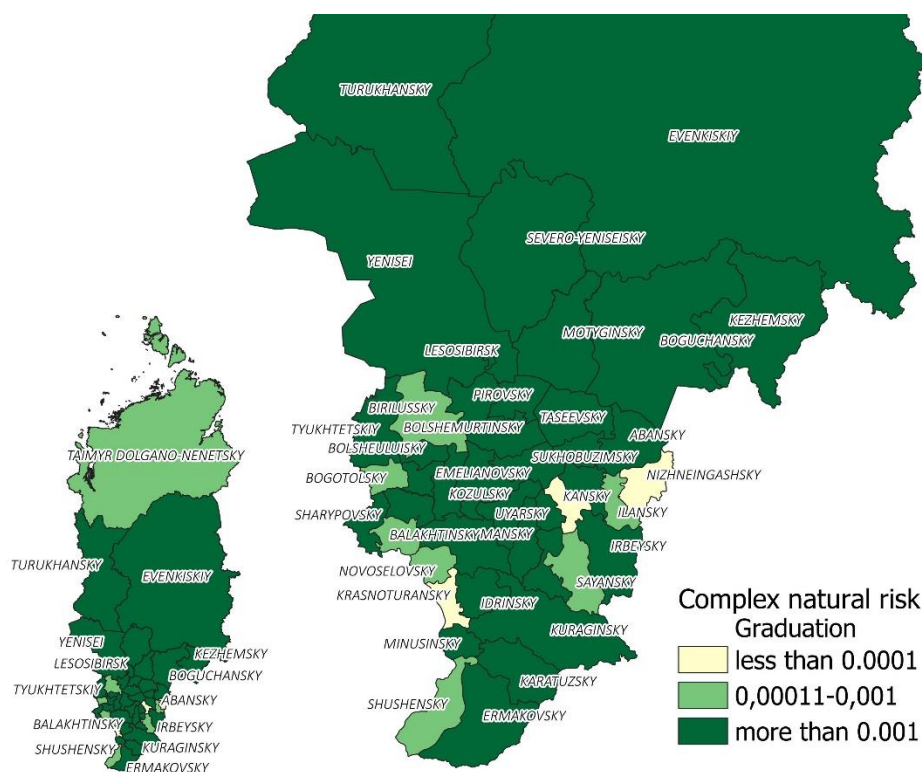 TURUKHANSKY
EVENKISKIY
SEVERO-YENISEISKY
YENISEI
MOTYGINSKY
KEZHEMSKY
BOGUCHANSKY
LESOSIBIRSK
PIROVSKY
BIRILUSSKY
TASEEVSKY
TYUKHTETSKIY
BOLSHEMURTINSKY
ABANSKY
BOLSHEULUISKY
SUKHOBUZIMSKY
BOGOTOLSKY
EMELIANOVSKY
NIZHNEINGASHSKY
KOZULSKY
KANSKY
SHARYPOVSKY
UYARSKY
ILANSKY
BALAKHTINSKY
MANSKY
IRBEYSKY
NOVOSELOVSKY
SAYANSKY
KRASNOTURANSKY
IDRINSKY
KURAGINSKY
MINUSINSKY
KARATUZSKY
SHUSHENSKY
ERMAKOVSKY
TAIMYR DOLGANO-NENETSKY
TURUKHANSKY
EVENKISKIY
YENISEI
KEZHEMSKY
LESOSIBIRSK
BOGUCHANSKY
TYUKHTETSKIY
ABANSKY
BALAKHTINSKY
IRBEYSKY
SHUSHENSKY
KURAGINSKY
ERMAKOVSKY
Complex natural risk
Graduation
less than 0.0001
0,00011-0,001
more than 0.001